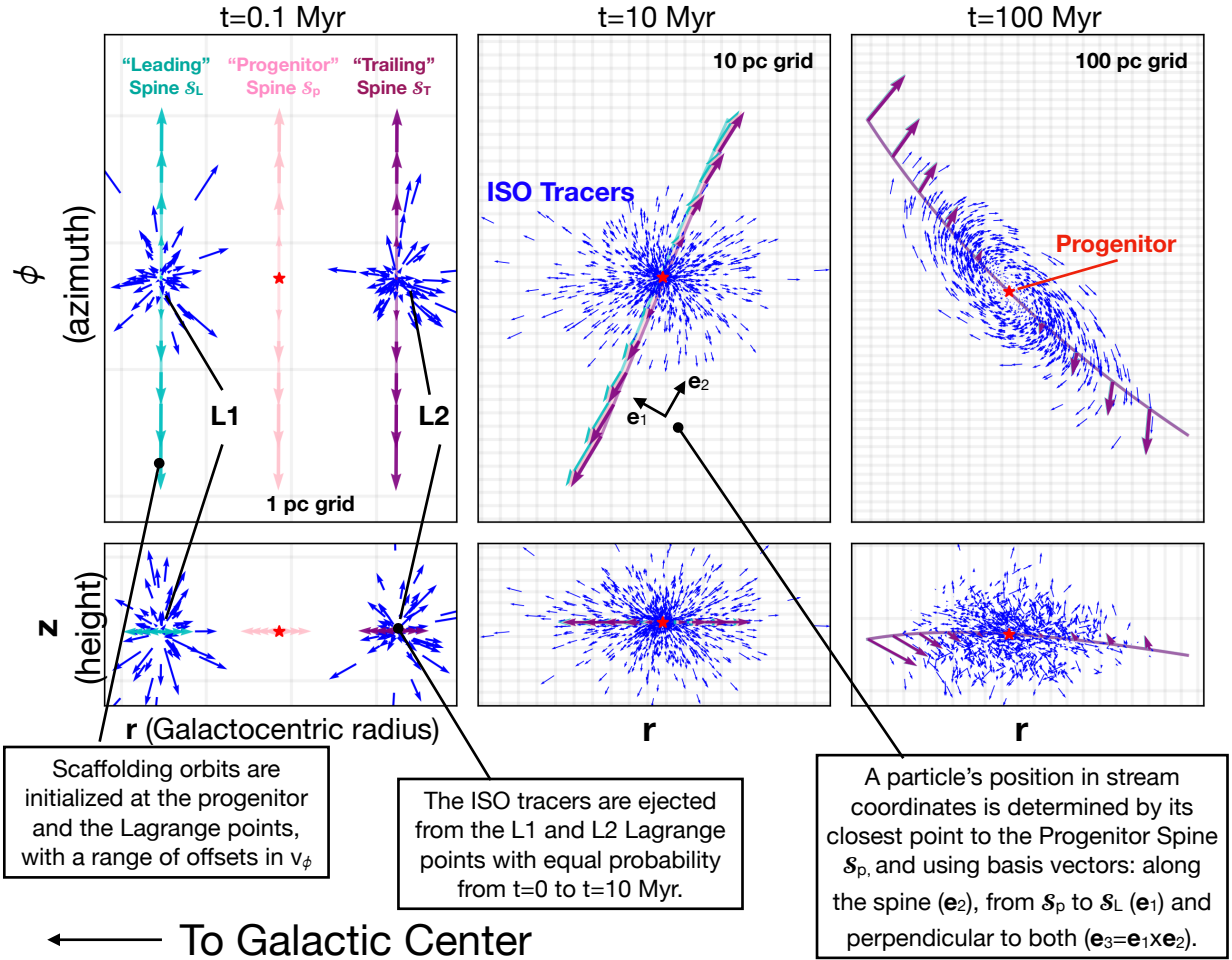 t=0.1 Myr
t=10 Myr
t=100 Myr
“Leading”
Spine 𝓢L
“Progenitor”
Spine 𝓢p
“Trailing”
Spine 𝓢T
10 pc grid
100 pc grid
ISO Tracers
Progenitor
ϕ
(azimuth)
L1
L2
e1
e2
1 pc grid
z
(height)
r (Galactocentric radius)
r
r
Scaffolding orbits are
initialized at the progenitor
and the Lagrange points,
with a range of offsets in vϕ
The ISO tracers are ejected
from the L1 and L2 Lagrange
points with equal probability
from t=0 to t=10 Myr.
A particle’s position in stream
coordinates is determined by its
closest point to the Progenitor Spine
𝓢p, and using basis vectors: along
the spine (e2), from 𝓢p to 𝓢L (e1) and
perpendicular to both (e3=e1xe2).
To Galactic Center